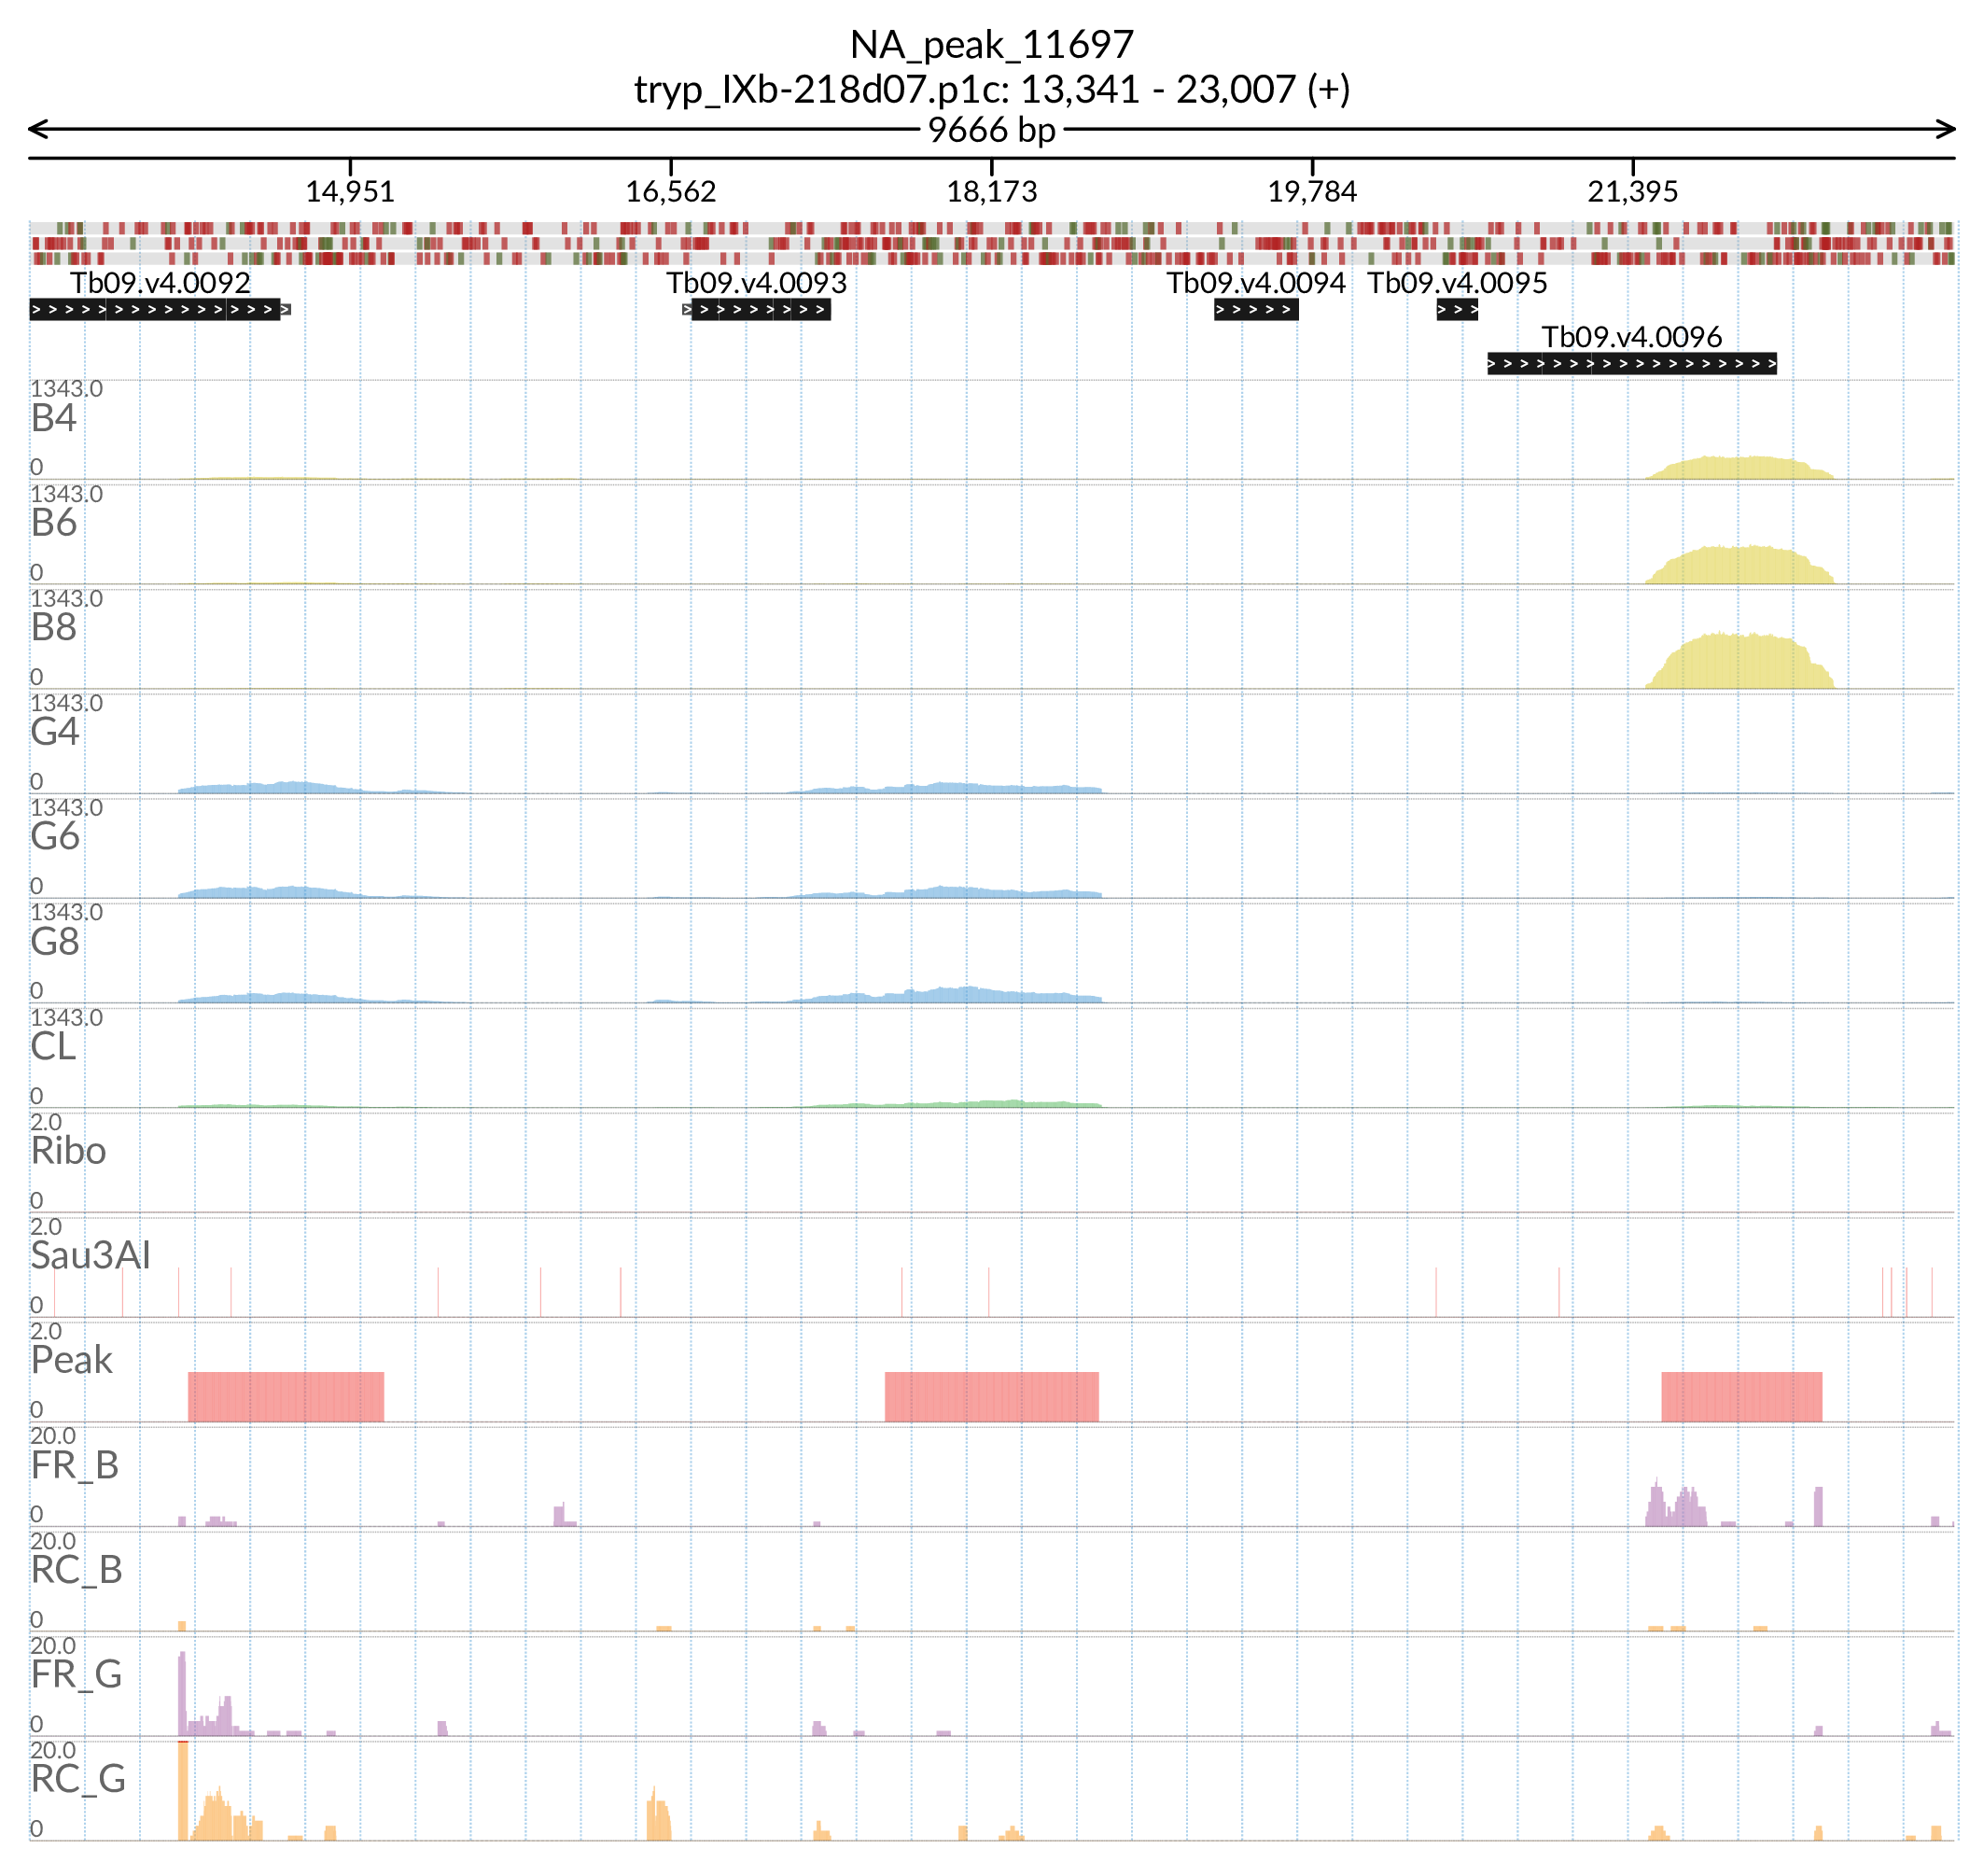 NA_peak_11697
tryp_IXb-218d07.p1c: 13,341 - 23,007 (+)
9666 bp
14,951 16,562 18,173 19,784 21,395
Tb09.v4.0092 Tb09.v4.0093 Tb09.v4.0094 Tb09.v4.0095
Tb09.v4.0096
1343.0
B4
0
1343.0
B6
0
1343.0
B8
0
1343.0
G4
0
1343.0
G6
0
1343.0
G8
0
1343.0
CL
0
2.0
Ribo
0
2.0
Sau3AI
0
2.0
Peak
0
20.0
FR_B
0
20.0
RC_B
0
20.0
FR_G
0
20.0
RC_G
0